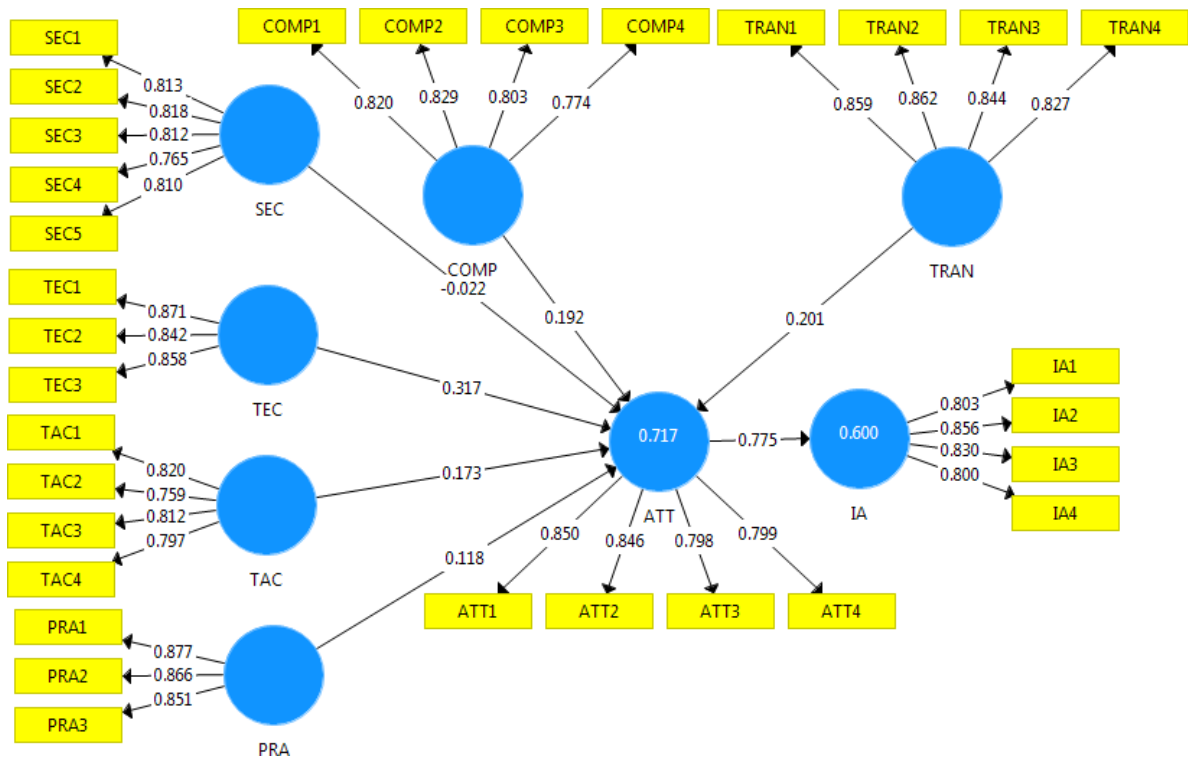 SEC1
SEC2
SEC3
SEC4
SEC5
0.813
0.818
0.812
0.765
0.810
SEC
COMP1
COMP2
COMP3
COMP4
0.820
0.829
0.803
0.774
COMP
-0.022
0.192
TRAN1
TRAN2
TRAN3
TRAN4
0.859
0.862
0.844
0.827
TRAN
0.201
TEC1
TEC2
TEC3
0.871
0.842
0.858
TEC
0.317
TAC1
TAC2
TAC3
TAC4
0.820
0.759
0.812
0.797
TAC
0.173
PRA1
PRA2
PRA3
0.877
0.866
0.851
PRA
0.118
0.717
ATT
0.775
0.850
0.846
0.798
0.799
ATT1
ATT2
ATT3
ATT4
0.600
IA
0.803
0.856
0.830
0.800
IA1
IA2
IA3
IA4